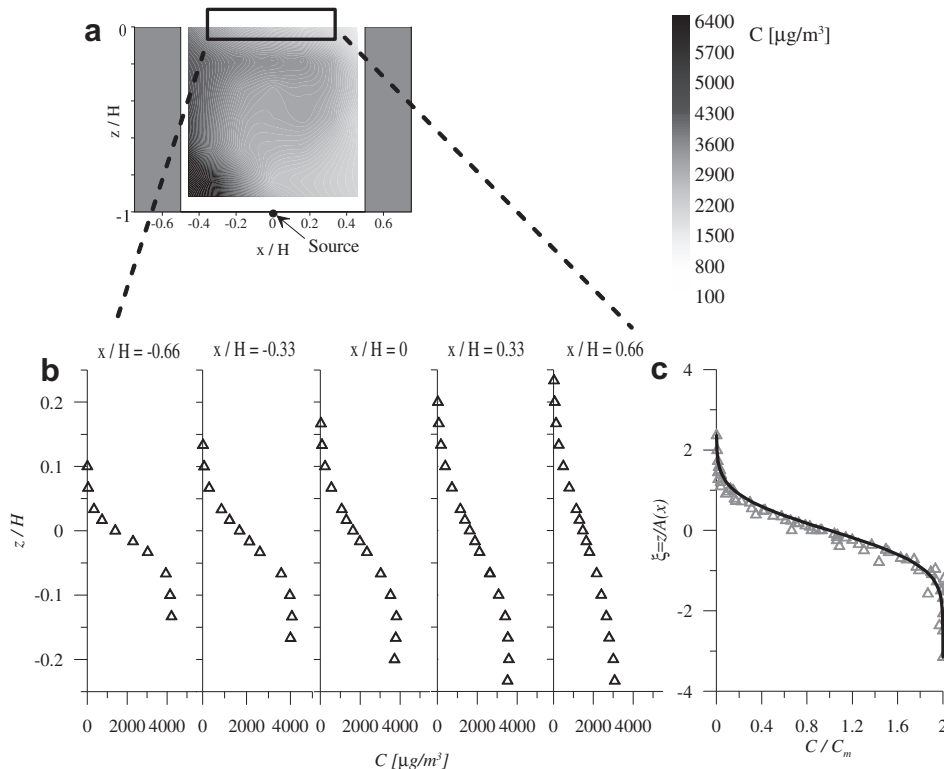 a
0
z / H
-1
-0.6 -0.4 -0.2 0 0.2 0.4 0.6
x / H
Source
6400
5700
5000
4300
3600
2900
2200
1500
800
100
C [μg/m³]
b
x / H = -0.66
x / H = -0.33
x / H = 0
x / H = 0.33
x / H = 0.66
0.2
0.1
0
-0.1
-0.2
z / H
0 2000 4000
0 2000 4000
0 2000 4000
0 2000 4000
0 2000 4000
C [μg/m³]
c
4
2
0
-2
-4
ξ=z/A(x)
0 0.4 0.8 1.2 1.6 2
C / Cₘ